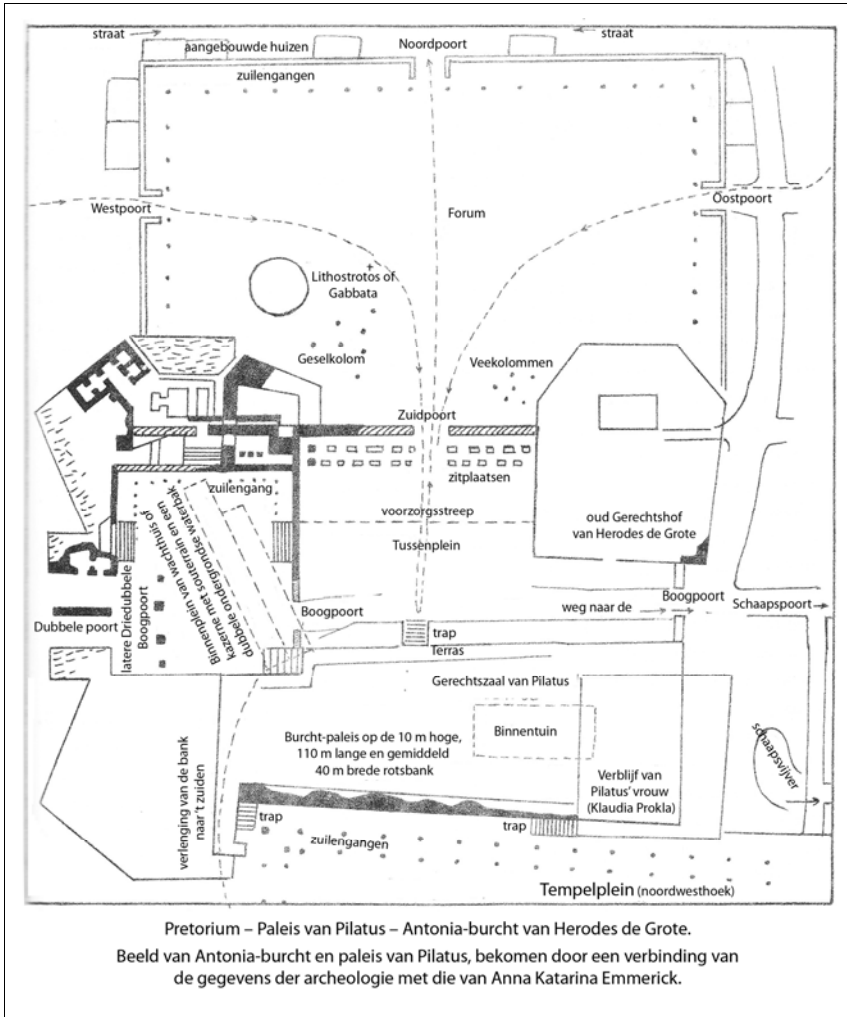 straat
straat
aangebouwde huizen
Noordpoort
zuilengangen
Westpoort
Oostpoort
Forum
Lithostrotos of
Gabbata
Geselkolom
Veekolommen
Zuidpoort
zitplaatsen
zuilengang
voorzorgsstreep
oud Gerechtshof
van Herodes de Grote
Tussenplein
Binnenplein van wachthuis of
kazerne met souterrain en een
dubbele ondergrondse waterbak
latere Driedubbele
Boogpoort
Dubbele poort
Boogpoort
weg naar de
Boogpoort
Schaapspoort
trap
Terras
Gerechtszaal van Pilatus
Burcht-paleis op de 10 m hoge,
110 m lange en gemiddeld
40 m brede rotsbank
Binnentuin
schaapsvijver
Verblijf van
Pilatus' vrouw
(Klaudia Prokla)
verlenging van de bank
naar 't zuiden
trap
trap
zuilengangen
Tempelplein (noordwesthoek)
Pretorium – Paleis van Pilatus – Antonia-burcht van Herodes de Grote.
Beeld van Antonia-burcht en paleis van Pilatus, bekomen door een verbinding van
de gegevens der archeologie met die van Anna Katarina Emmerick.